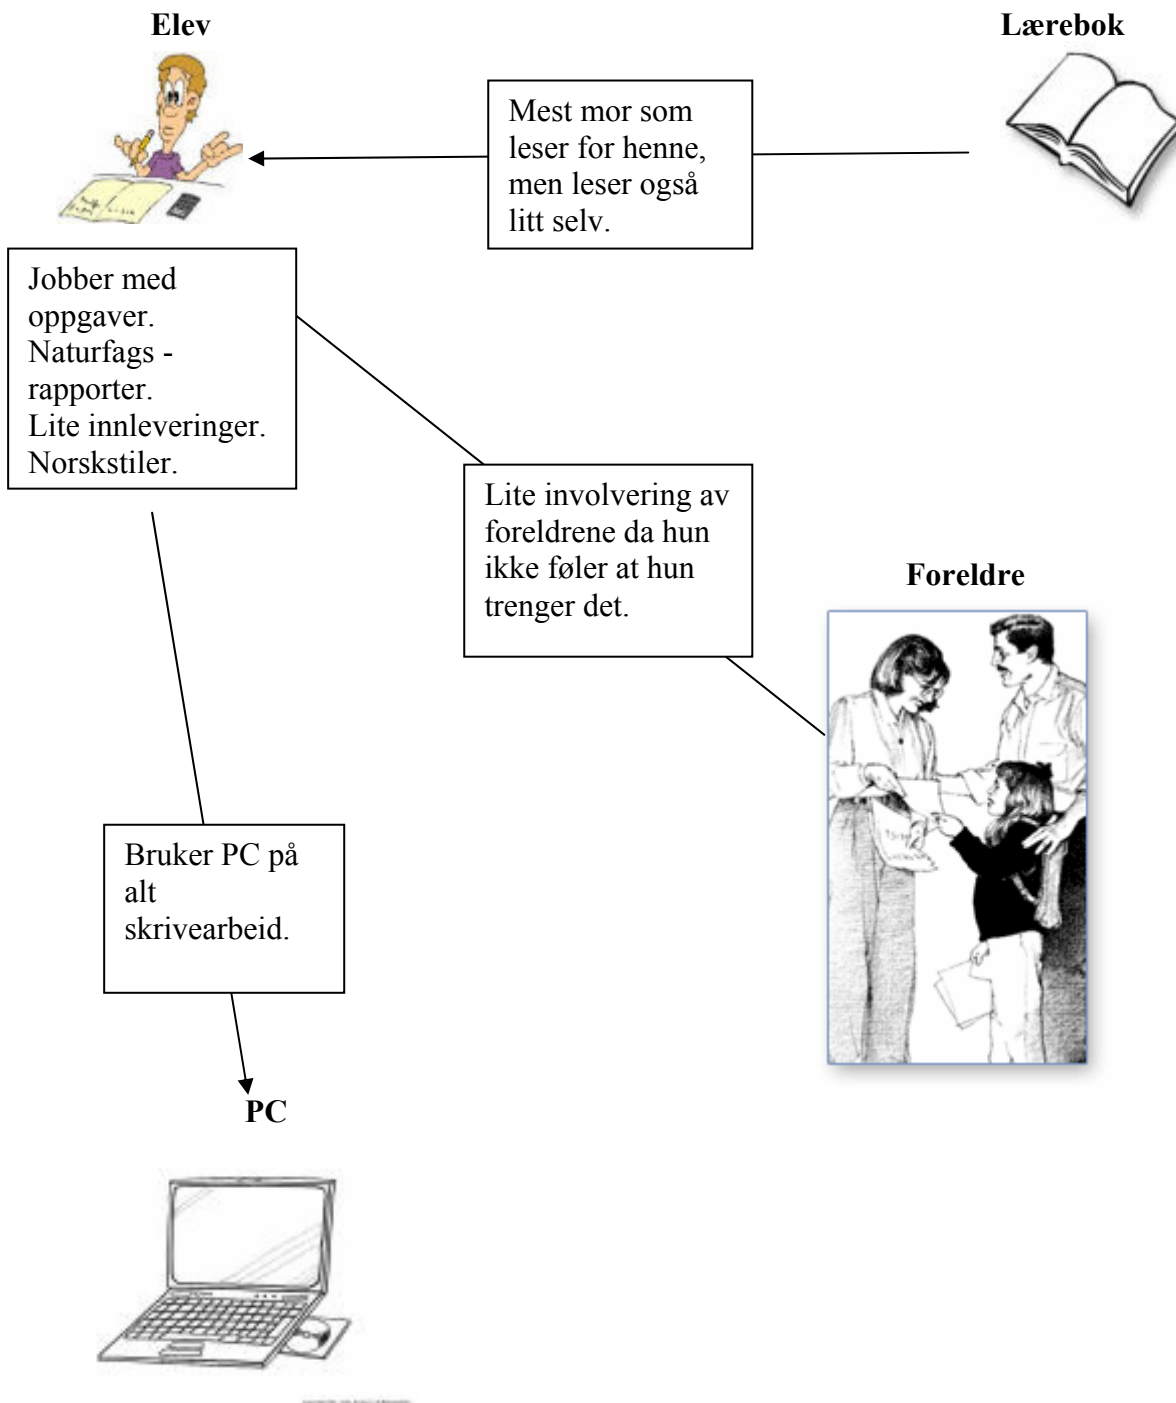 Elev
Lærebok
Mest mor som
leser for henne,
men leser også
litt selv.
Jobber med
oppgaver.
Naturfags -
rapporter.
Lite innleveringer.
Norskstiler.
Lite involvering av
foreldrene da hun
ikke føler at hun
trenger det.
Foreldre
Bruker PC på
alt
skrivearbeid.
PC